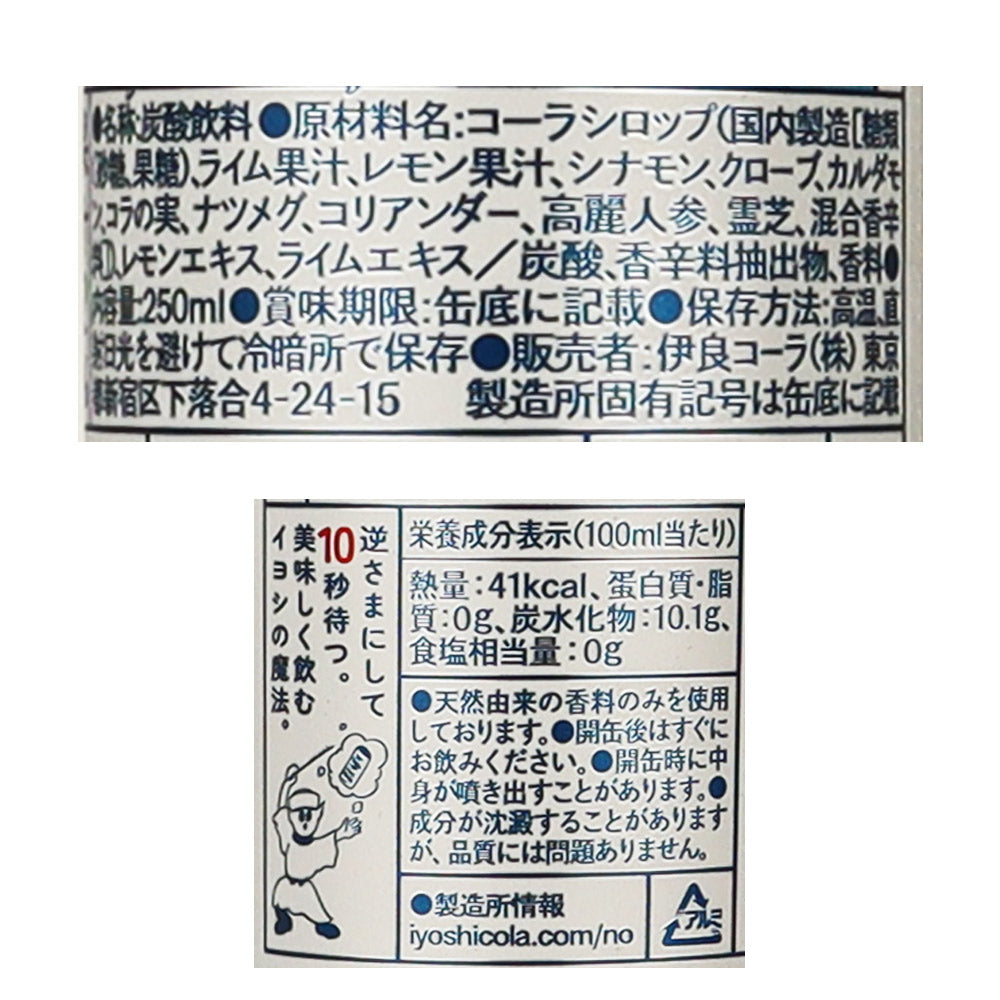 ●名称:炭酸飲料●原材料名:コーラシロップ(国内製造[糖類
(砂糖、果糖)、ライム果汁、レモン果汁、シナモン、クローブ、カルダモ
ン、コラの実、ナツメグ、コリアンダー、高麗人参、霊芝、混合香辛
料])、レモンエキス、ライムエキス/炭酸、香辛料抽出物、香料●
内容量:250ml●賞味期限:缶底に記載●保存方法:高温、直
射日光を避けて冷暗所で保存●販売者:伊良コーラ(株)東京
都新宿区下落合4-24-15 製造所固有記号は缶底に記載
逆さまにして
10秒待つ。
美味しく飲む
イヨシの魔法。
栄養成分表示(100ml当たり)
熱量:41kcal、蛋白質・脂
質:0g、炭水化物:10.1g、
食塩相当量:0g
●天然由来の香料のみを使用
しております。●開缶後はすぐに
お飲みください。●開缶時に中
身が噴き出すことがあります。●
成分が沈澱することがあります
が、品質には問題ありません。
●製造所情報
iyoshicola.com/no
アルミ